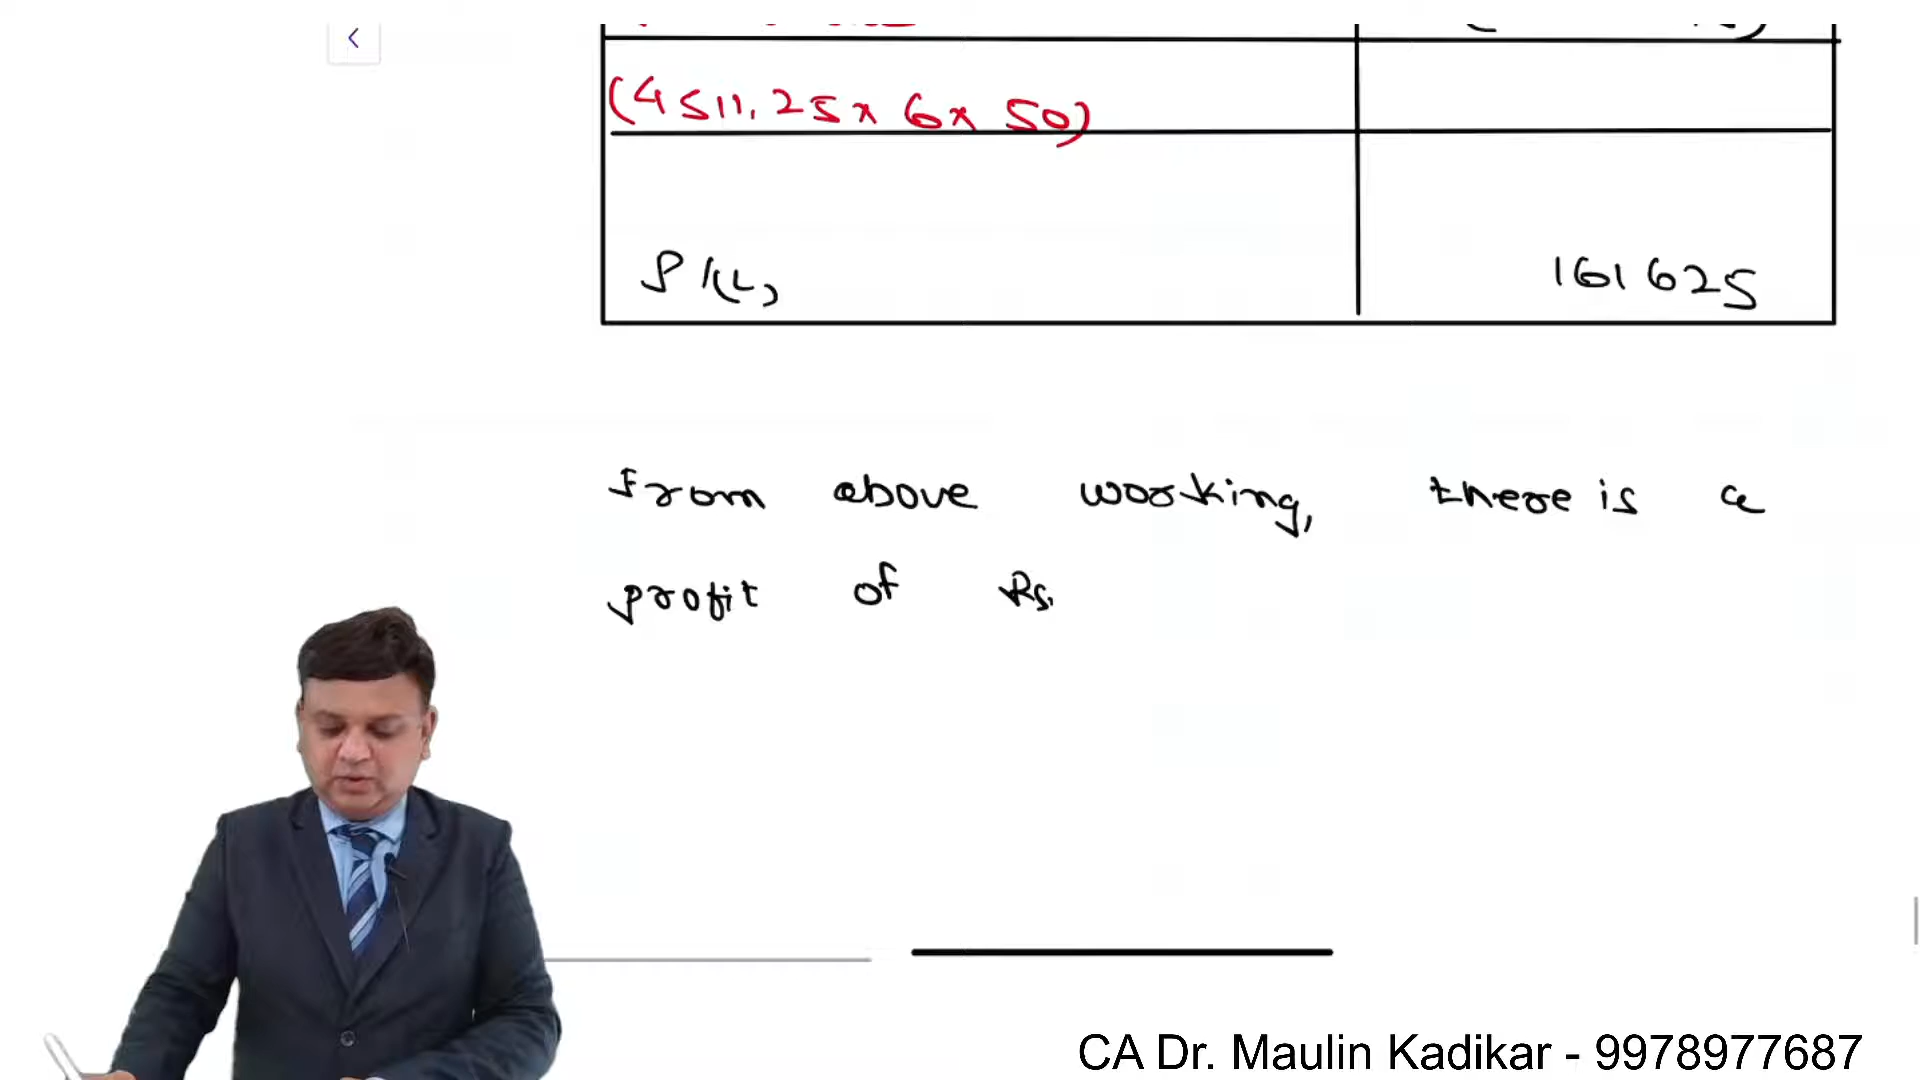 (4511.25 x 6 x 50)
P/(L) 161625
From above working, there is a
profit of Rs.
CA Dr. Maulin Kadikar - 9978977687